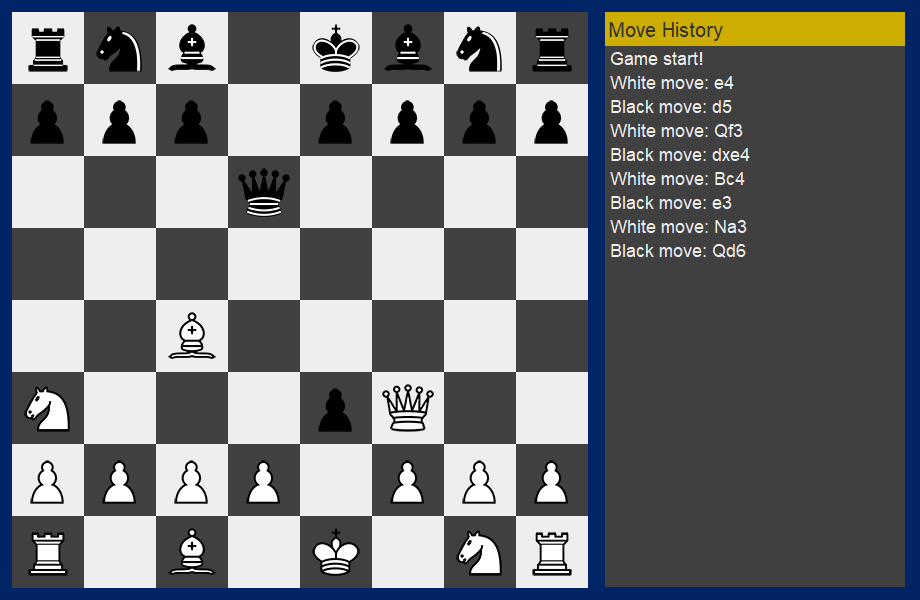 Move History
Game start!
White move: e4
Black move: d5
White move: Qf3
Black move: dxe4
White move: Bc4
Black move: e3
White move: Na3
Black move: Qd6